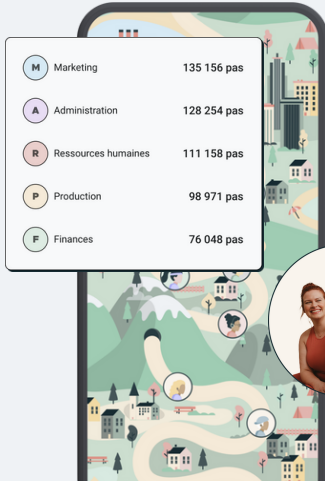 M Marketing 135 156 pas
A Administration 128 254 pas
R Ressources humaines 111 158 pas
P Production 98 971 pas
F Finances 76 048 pas